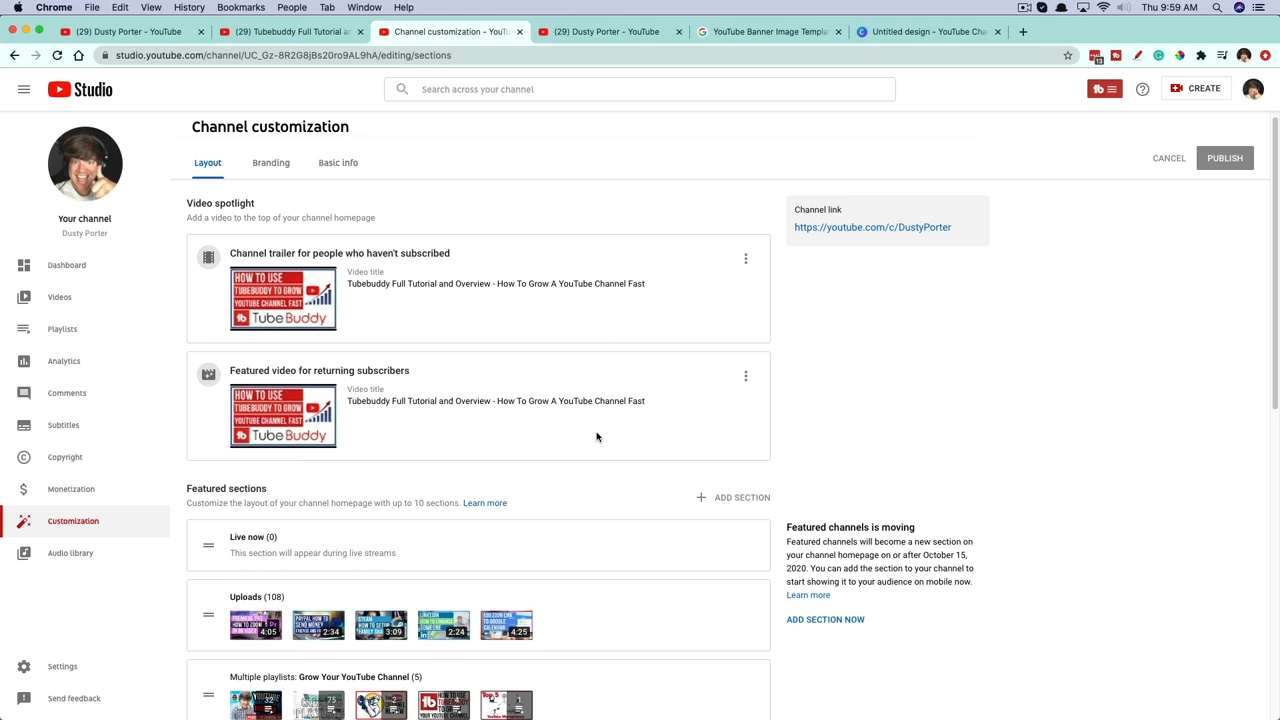 Chrome File Edit View History Bookmarks People Tab Window Help
Thu 9:59 AM
(29) Dusty Porter - YouTube
(29) Tubebuddy Full Tutorial an
Channel customization - YouTu
(29) Dusty Porter - YouTube
YouTube Banner Image Templa
Untitled design - YouTube Chan
studio.youtube.com/channel/UC_Gz-8R2G8jBs20ro9AL9hA/editing/sections
Studio
Search across your channel
CREATE
Channel customization
Layout Branding Basic info
CANCEL PUBLISH
Your channel
Dusty Porter
Dashboard
Videos
Playlists
Analytics
Comments
Subtitles
Copyright
Monetization
Customization
Audio library
Settings
Send feedback
Video spotlight
Add a video to the top of your channel homepage
Channel trailer for people who haven't subscribed
Video title
Tubebuddy Full Tutorial and Overview - How To Grow A YouTube Channel Fast
HOW TO USE
TUBEBUDDY TO GROW
YOUTUBE CHANNEL FAST
tb TubeBuddy
Featured video for returning subscribers
Video title
Tubebuddy Full Tutorial and Overview - How To Grow A YouTube Channel Fast
HOW TO USE
TUBEBUDDY TO GROW
YOUTUBE CHANNEL FAST
tb TubeBuddy
Featured sections
Customize the layout of your channel homepage with up to 10 sections. Learn more
ADD SECTION
Live now (0)
This section will appear during live streams
Uploads (108)
4:05
2:34
3:09
2:24
4:25
Multiple playlists: Grow Your YouTube Channel (5)
Channel link
https://youtube.com/c/DustyPorter
Featured channels is moving
Featured channels will become a new section on
your channel homepage on or after October 15,
2020. You can add the section to your channel to
start showing it to your audience on mobile now.
Learn more
ADD SECTION NOW